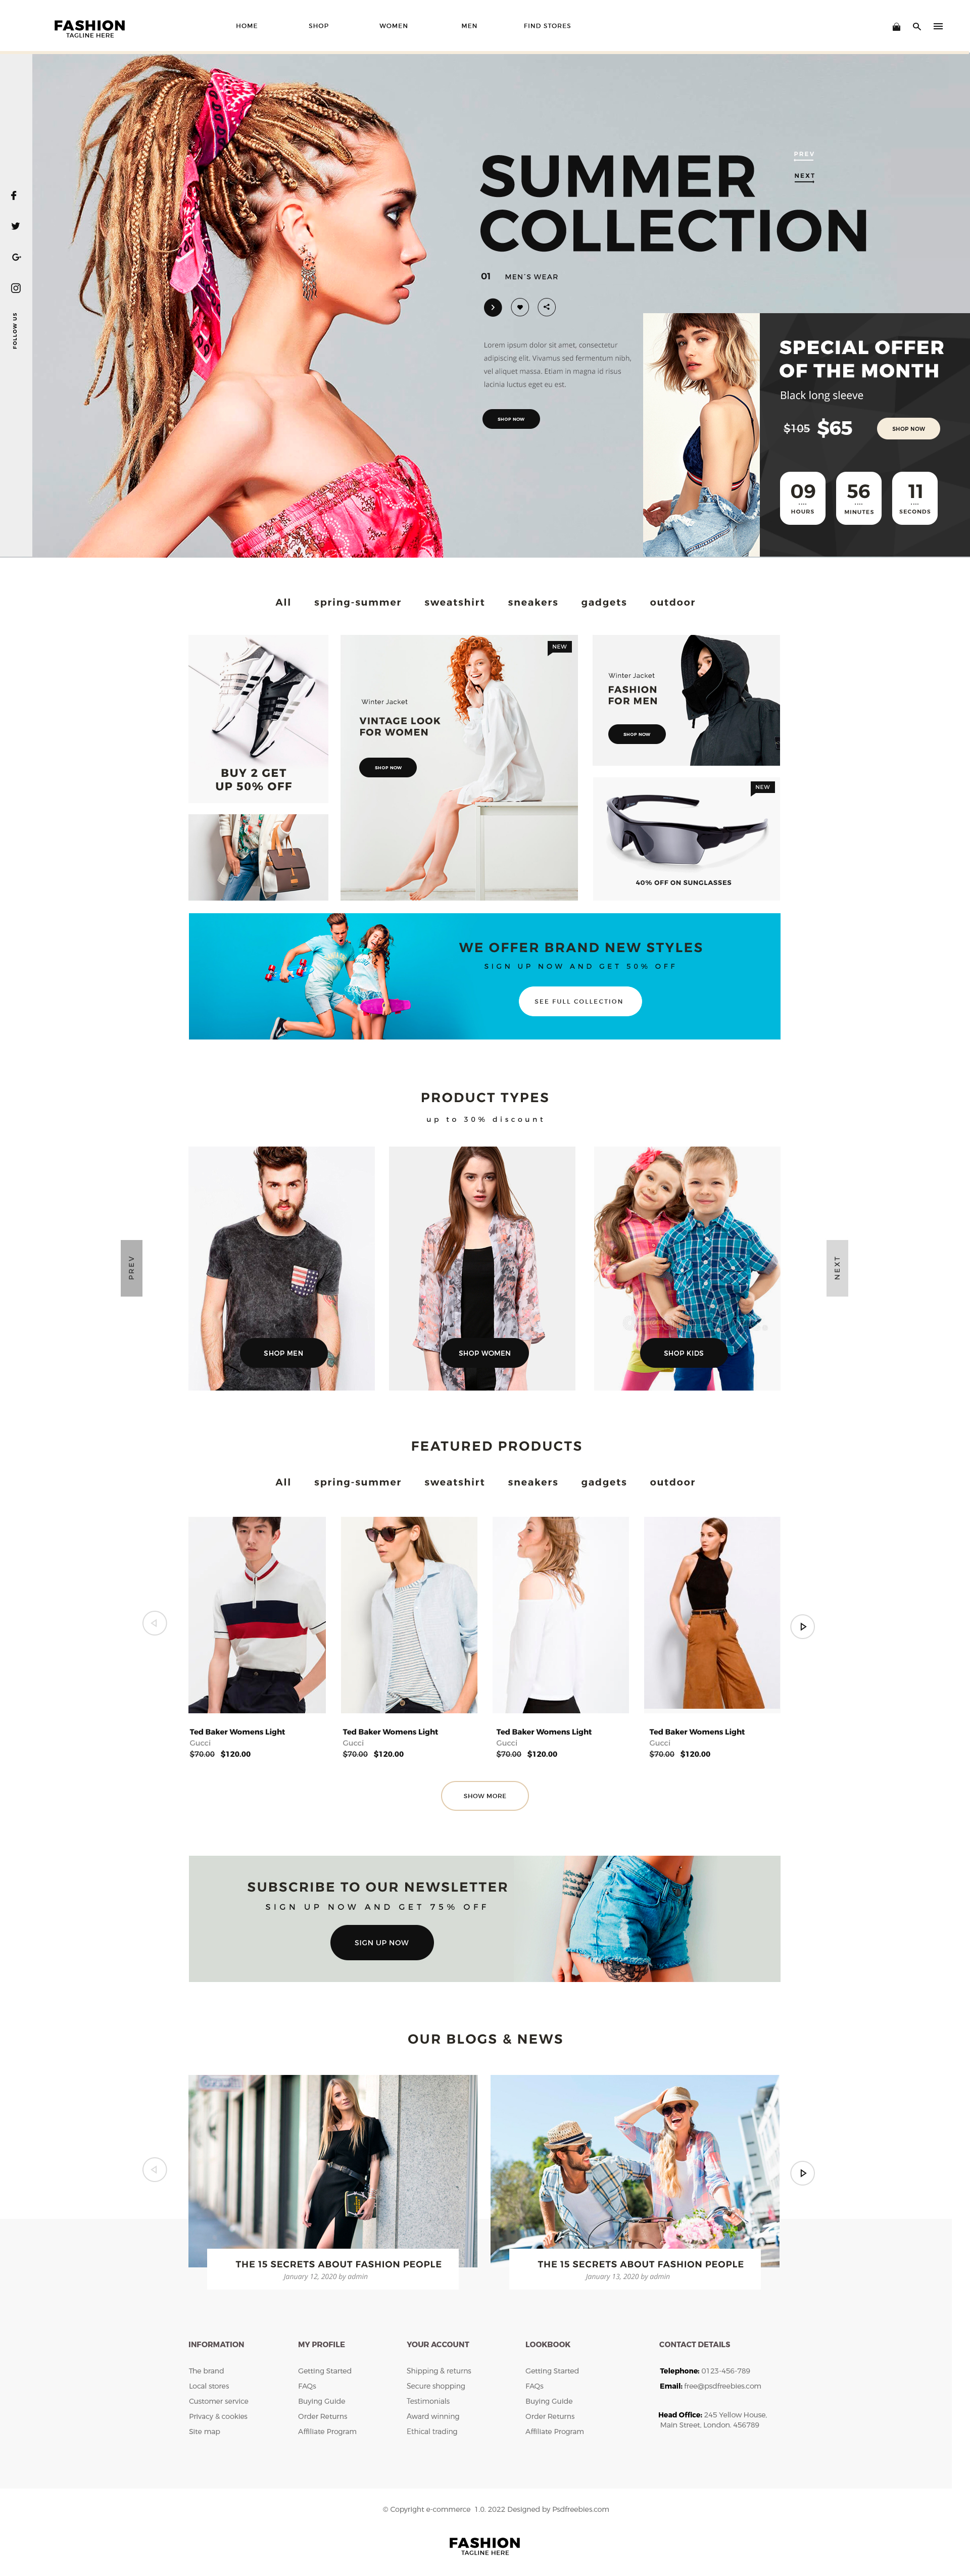 FASHION
TAGLINE HERE
HOME SHOP WOMEN MEN FIND STORES
FOLLOW US
PREV
NEXT
SUMMER
COLLECTION
01 MEN'S WEAR
Lorem ipsum dolor sit amet, consectetur
adipiscing elit. Vivamus sed fermentum nibh,
vel aliquet massa. Etiam in magna id risus
lacinia luctus eget eu est.
SHOP NOW
SPECIAL OFFER
OF THE MONTH
Black long sleeve
$105 $65 SHOP NOW
09 56 11
HOURS MINUTES SECONDS
All spring-summer sweatshirt sneakers gadgets outdoor
BUY 2 GET
UP 50% OFF
NEW
Winter Jacket
VINTAGE LOOK
FOR WOMEN
SHOP NOW
Winter Jacket
FASHION
FOR MEN
SHOP NOW
NEW
40% OFF ON SUNGLASSES
WE OFFER BRAND NEW STYLES
SIGN UP NOW AND GET 50% OFF
SEE FULL COLLECTION
PRODUCT TYPES
up to 30% discount
PREV
NEXT
SHOP MEN
SHOP WOMEN
SHOP KIDS
FEATURED PRODUCTS
All spring-summer sweatshirt sneakers gadgets outdoor
Ted Baker Womens Light
Gucci
$70.00 $120.00
Ted Baker Womens Light
Gucci
$70.00 $120.00
Ted Baker Womens Light
Gucci
$70.00 $120.00
Ted Baker Womens Light
Gucci
$70.00 $120.00
SHOW MORE
SUBSCRIBE TO OUR NEWSLETTER
SIGN UP NOW AND GET 75% OFF
SIGN UP NOW
OUR BLOGS & NEWS
THE 15 SECRETS ABOUT FASHION PEOPLE
January 12, 2020 by admin
THE 15 SECRETS ABOUT FASHION PEOPLE
January 13, 2020 by admin
INFORMATION
The brand
Local stores
Customer service
Privacy & cookies
Site map
MY PROFILE
Getting Started
FAQs
Buying Guide
Order Returns
Affiliate Program
YOUR ACCOUNT
Shipping & returns
Secure shopping
Testimonials
Award winning
Ethical trading
LOOKBOOK
Getting Started
FAQs
Buying Guide
Order Returns
Affiliate Program
CONTACT DETAILS
Telephone: 0123-456-789
Email: free@psdfreebies.com
Head Office: 245 Yellow House,
Main Street, London. 456789
© Copyright e-commerce 1.0. 2022 Designed by Psdfreebies.com
FASHION
TAGLINE HERE